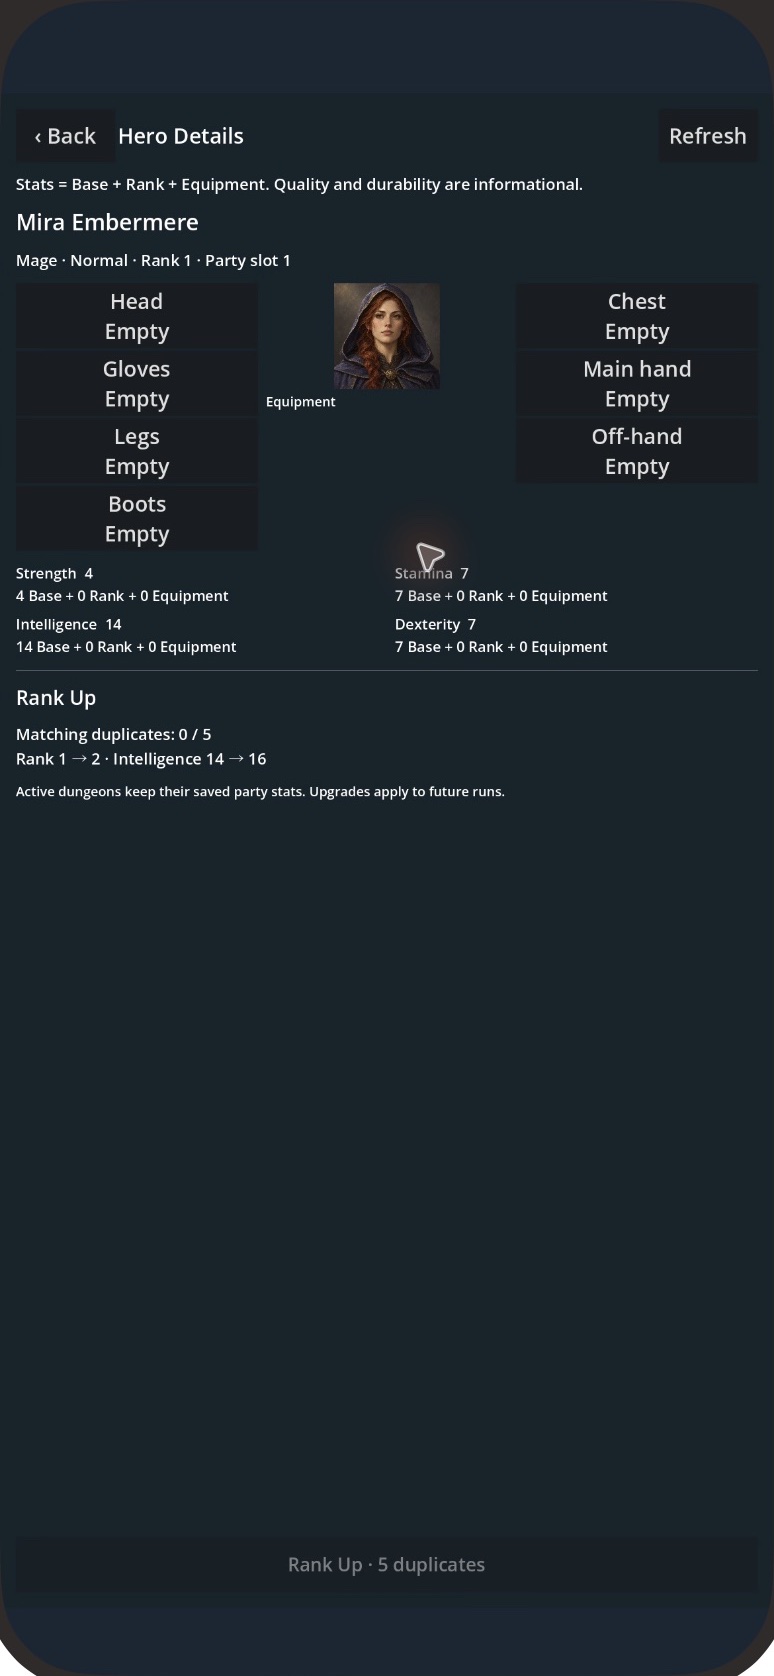 ‹ Back Hero Details Refresh
Stats = Base + Rank + Equipment. Quality and durability are informational.
Mira Embermere
Mage · Normal · Rank 1 · Party slot 1
Head
Empty
Gloves
Empty
Legs
Empty
Boots
Empty
Equipment
Chest
Empty
Main hand
Empty
Off-hand
Empty
Strength 4
4 Base + 0 Rank + 0 Equipment
Stamina 7
7 Base + 0 Rank + 0 Equipment
Intelligence 14
14 Base + 0 Rank + 0 Equipment
Dexterity 7
7 Base + 0 Rank + 0 Equipment
Rank Up
Matching duplicates: 0 / 5
Rank 1 → 2 · Intelligence 14 → 16
Active dungeons keep their saved party stats. Upgrades apply to future runs.
Rank Up · 5 duplicates